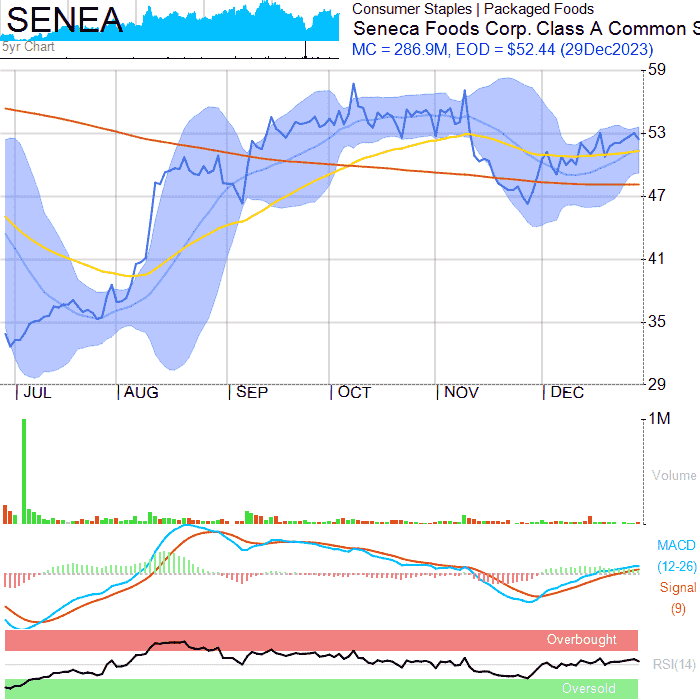 SENEA
5yr Chart
Consumer Staples | Packaged Foods
Seneca Foods Corp. Class A Common S
MC = 286.9M, EOD = $52.44 (29Dec2023)
59
53
47
41
35
29
JUL AUG SEP OCT NOV DEC
1M
Volume
MACD
(12-26)
Signal
(9)
Overbought
RSI(14)
Oversold